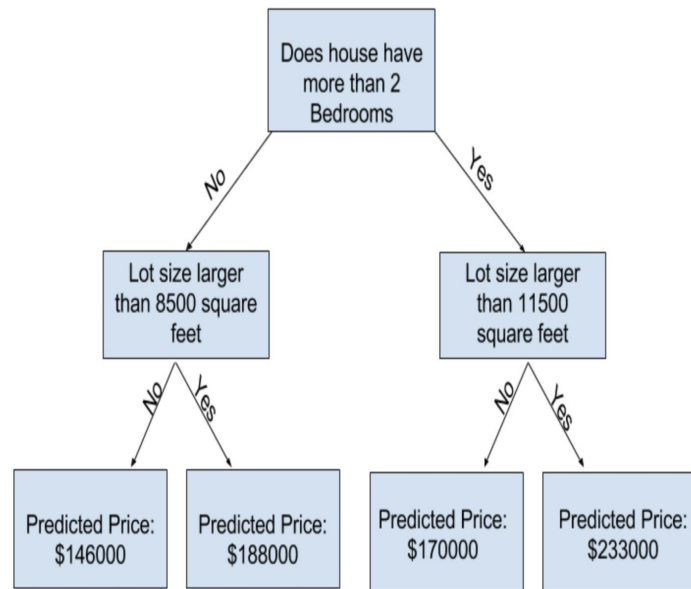 Does house have
more than 2
Bedrooms
No
Yes
Lot size larger
than 8500 square
feet
Lot size larger
than 11500
square feet
No
Yes
No
Yes
Predicted Price:
$146000
Predicted Price:
$188000
Predicted Price:
$170000
Predicted Price:
$233000